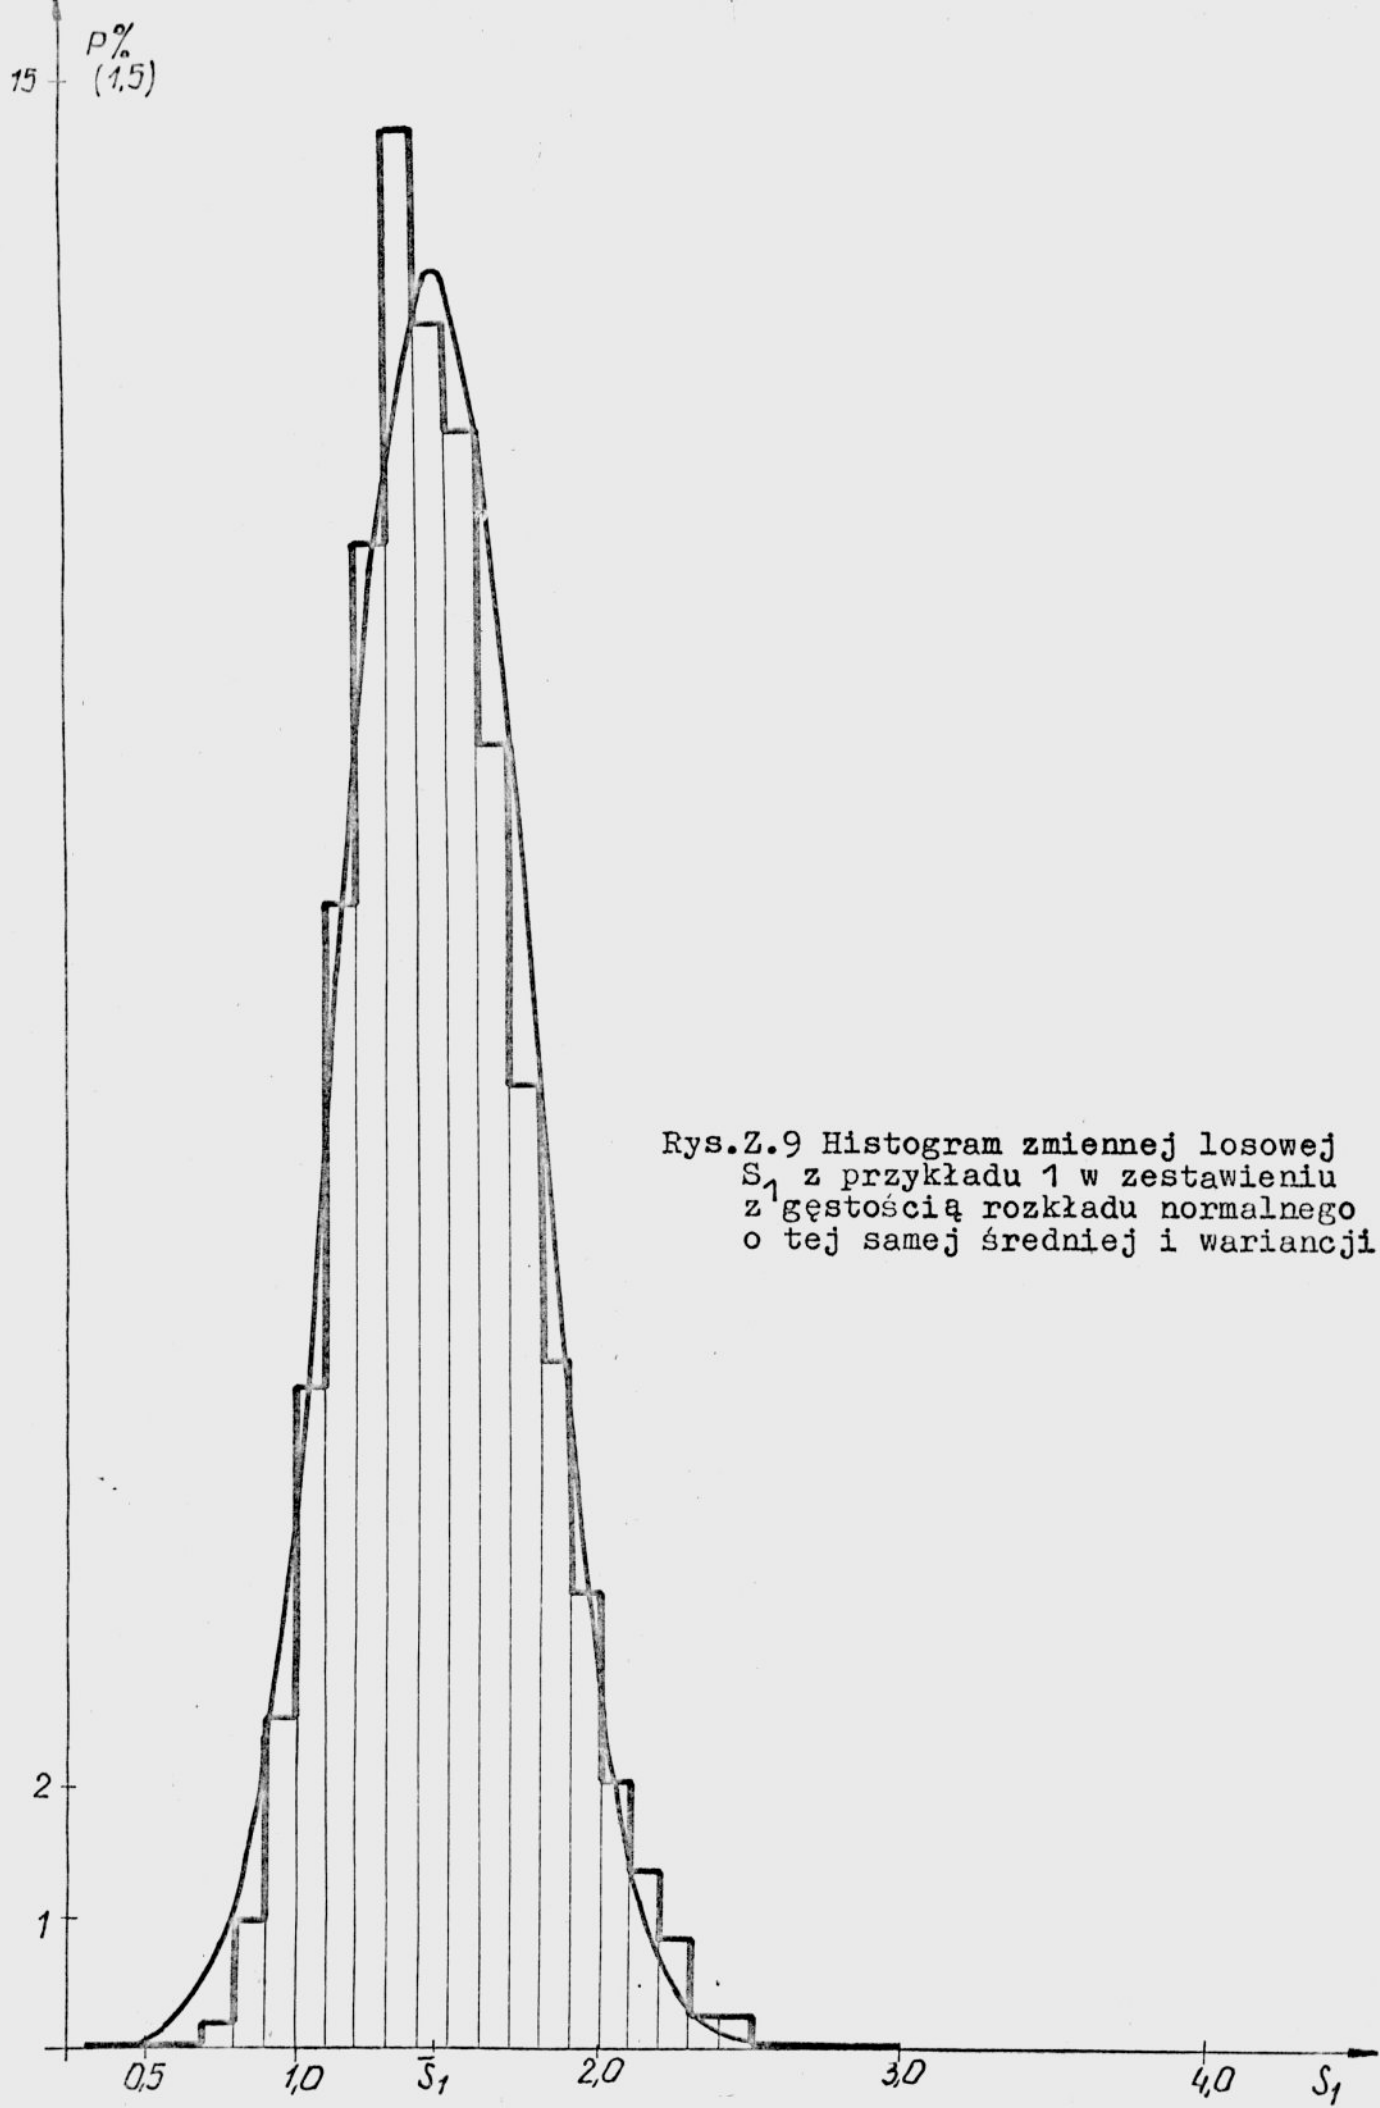 P%
15 (1,5)
Rys.Z.9 Histogram zmiennej losowej
S₁ z przykładu 1 w zestawieniu
z gęstością rozkładu normalnego
o tej samej średniej i wariancji
2
1
0,5 1,0 S₁ 2,0 3,0 4,0 S₁